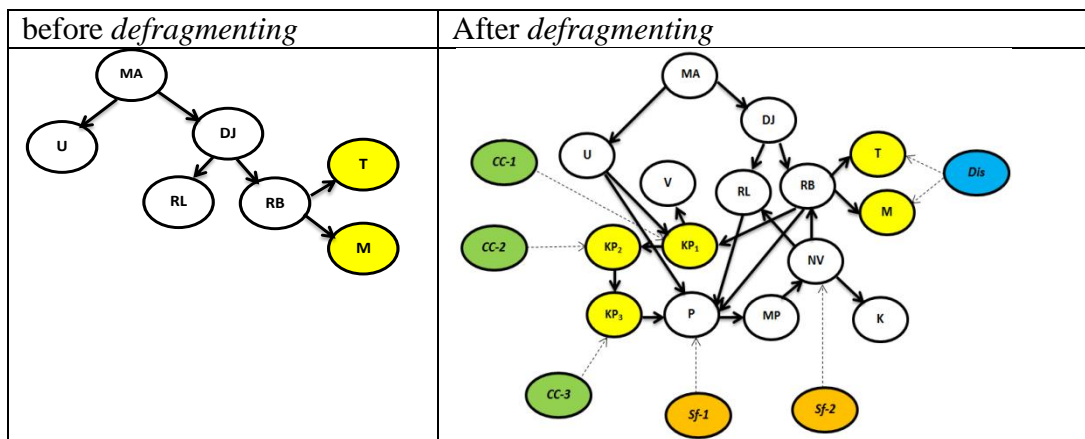 before defragmenting
After defragmenting
MA
U
DJ
RL
RB
T
M
MA
DJ
U
CC-1
V
RL
RB
T
Dis
M
CC-2
KP2
KP1
NV
KP3
P
MP
K
CC-3
Sf-1
Sf-2